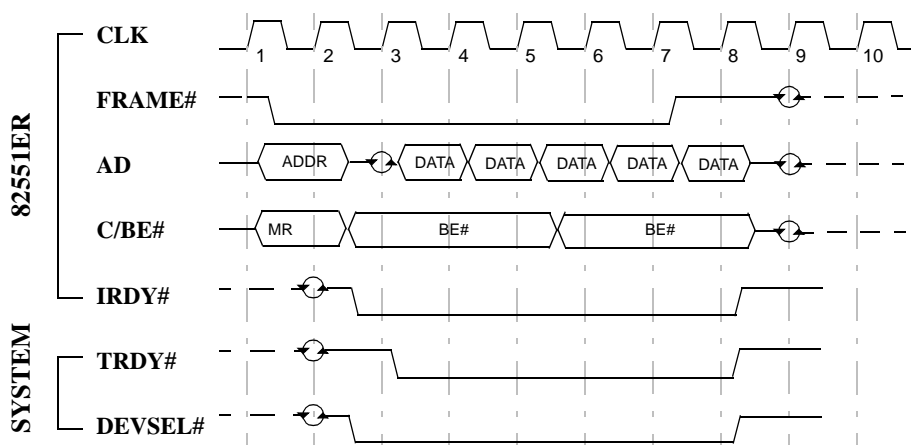 CLK
1 2 3 4 5 6 7 8 9 10
FRAME#
82551ER
AD
ADDR DATA DATA DATA DATA DATA
C/BE#
MR BE# BE#
IRDY#
SYSTEM
TRDY#
DEVSEL#